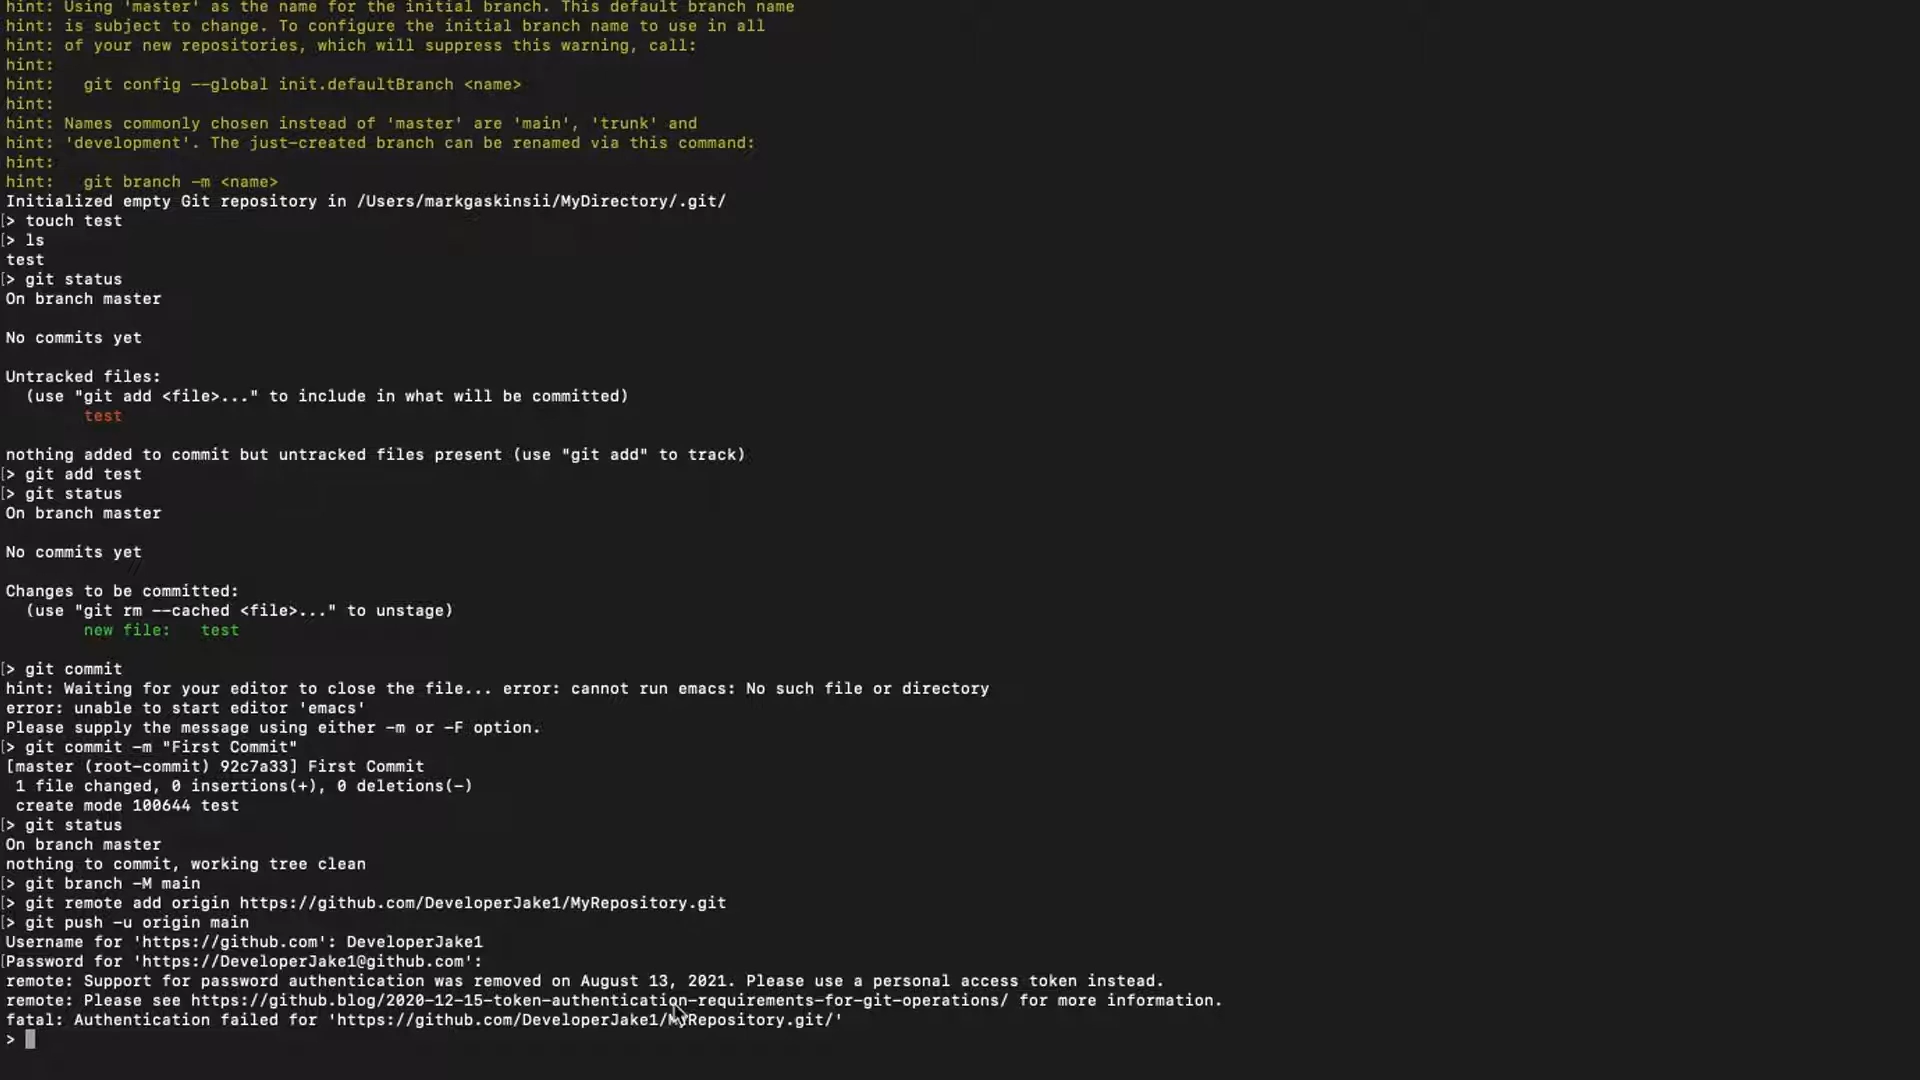 hint: Using 'master' as the name for the initial branch. This default branch name
hint: is subject to change. To configure the initial branch name to use in all
hint: of your new repositories, which will suppress this warning, call:
hint:
hint:   git config --global init.defaultBranch <name>
hint:
hint: Names commonly chosen instead of 'master' are 'main', 'trunk' and
hint: 'development'. The just-created branch can be renamed via this command:
hint:
hint:   git branch -m <name>
Initialized empty Git repository in /Users/markgaskinsii/MyDirectory/.git/
[> touch test
[> ls
test
[> git status
On branch master
No commits yet
Untracked files:
  (use "git add <file>..." to include in what will be committed)
        test
nothing added to commit but untracked files present (use "git add" to track)
[> git add test
[> git status
On branch master
No commits yet
Changes to be committed:
  (use "git rm --cached <file>..." to unstage)
        new file:   test
[> git commit
hint: Waiting for your editor to close the file... error: cannot run emacs: No such file or directory
error: unable to start editor 'emacs'
Please supply the message using either -m or -F option.
[> git commit -m "First Commit"
[master (root-commit) 92c7a33] First Commit
 1 file changed, 0 insertions(+), 0 deletions(-)
 create mode 100644 test
[> git status
On branch master
nothing to commit, working tree clean
[> git branch -M main
[> git remote add origin https://github.com/DeveloperJake1/MyRepository.git
[> git push -u origin main
Username for 'https://github.com': DeveloperJake1
[Password for 'https://DeveloperJake1@github.com':
remote: Support for password authentication was removed on August 13, 2021. Please use a personal access token instead.
remote: Please see https://github.blog/2020-12-15-token-authentication-requirements-for-git-operations/ for more information.
fatal: Authentication failed for 'https://github.com/DeveloperJake1/MyRepository.git/'
>